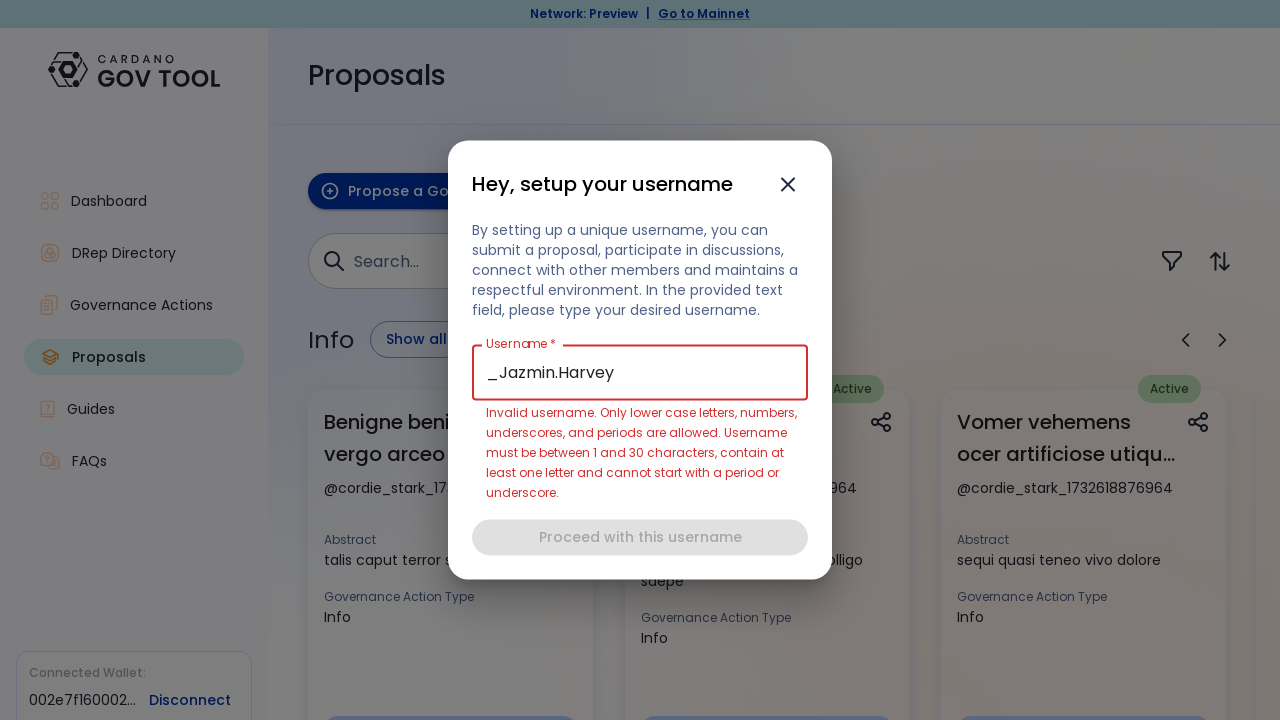 Network: Preview | Go to Mainnet
CARDANO
GOV TOOL
Proposals
Dashboard
DRep Directory
Governance Actions
Proposals
Guides
FAQs
Connected Wallet:
002e7f160002... Disconnect
Propose a Go
Search...
Info Show all
Hey, setup your username
By setting up a unique username, you can
submit a proposal, participate in discussions,
connect with other members and maintains a
respectful environment. In the provided text
field, please type your desired username.
Username *
_Jazmin.Harvey
Invalid username. Only lower case letters, numbers,
underscores, and periods are allowed. Username
must be between 1 and 30 characters, contain at
least one letter and cannot start with a period or
underscore.
Proceed with this username
Benigne beni
vergo arceo
@cordie_stark_17
Abstract
talis caput terror s
Governance Action Type
Info
Active
964
olligo
saepe
Governance Action Type
Info
Active
Vomer vehemens
ocer artificiose utiqu...
@cordie_stark_1732618876964
Abstract
sequi quasi teneo vivo dolore
Governance Action Type
Info